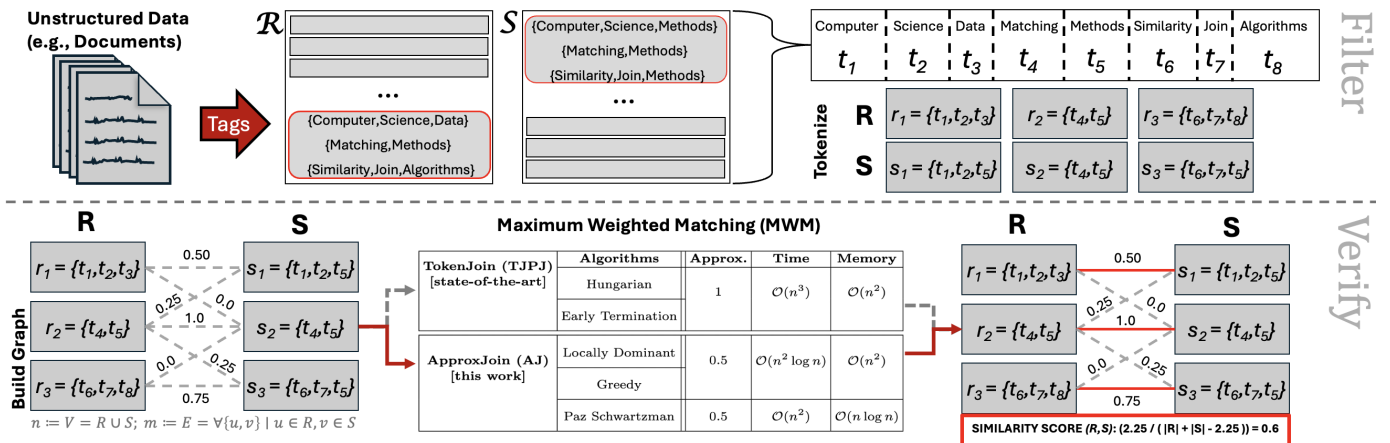 Unstructured Data
(e.g., Documents)
Tags
R
{Computer,Science,Data}
{Matching,Methods}
{Similarity,Join,Algorithms}
...
S
{Computer,Science,Methods}
{Matching,Methods}
{Similarity,Join,Methods}
...
Computer Science Data Matching Methods Similarity Join Algorithms
t1 t2 t3 t4 t5 t6 t7 t8
Tokenize
R r1 = {t1,t2,t3} r2 = {t4,t5} r3 = {t6,t7,t8}
S s1 = {t1,t2,t5} s2 = {t4,t5} s3 = {t6,t7,t5}
Filter
Verify
Build Graph
R S
r1 = {t1,t2,t3} 0.50 s1 = {t1,t2,t5}
0.25 0.0
r2 = {t4,t5} 1.0 s2 = {t4,t5}
0.0 0.25
r3 = {t6,t7,t8} 0.75 s3 = {t6,t7,t5}
n ≔ V = R ∪ S; m ≔ E = ∀{u, v} | u ∈ R, v ∈ S
Maximum Weighted Matching (MWM)
Algorithms Approx. Time Memory
TokenJoin (TJPJ)
[state-of-the-art]
Hungarian
Early Termination
1 O(n³) O(n²)
ApproxJoin (AJ)
[this work]
Locally Dominant
Greedy
0.5 O(n² log n) O(n²)
Paz Schwartzman 0.5 O(n²) O(n log n)
R S
r1 = {t1,t2,t3} 0.50 s1 = {t1,t2,t5}
0.25 0.0
r2 = {t4,t5} 1.0 s2 = {t4,t5}
0.0 0.25
r3 = {t6,t7,t8} 0.75 s3 = {t6,t7,t5}
SIMILARITY SCORE (R,S): (2.25 / ( |R| + |S| - 2.25 )) = 0.6